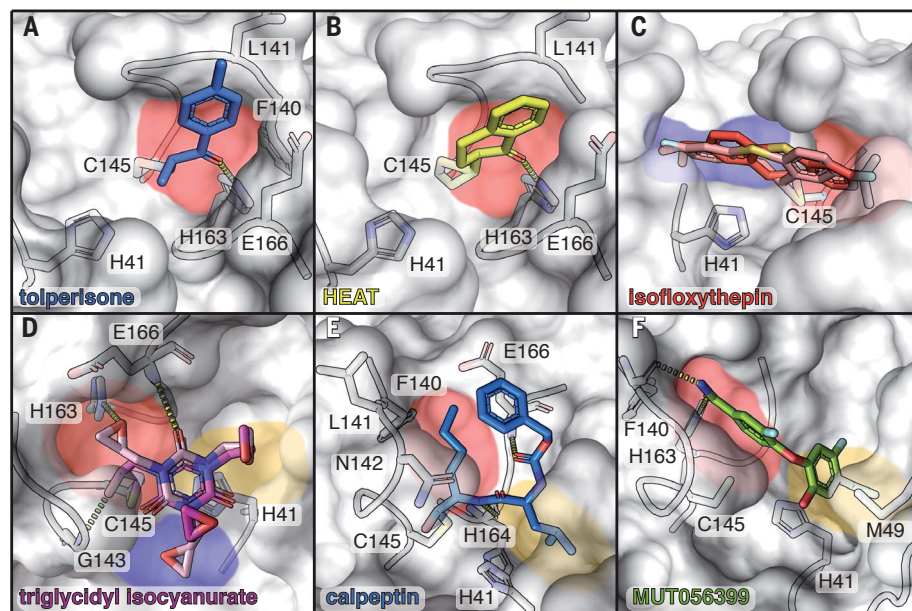 A
L141
F140
C145
H163
E166
H41
tolperisone
B
L141
C145
H163
E166
H41
HEAT
C
C145
H41
isofloxythepin
D
E166
H163
C145
H41
G143
triglycidyl isocyanurate
E
E166
F140
L141
N142
C145
H164
H41
calpeptin
F
F140
H163
C145
M49
H41
MUT056399